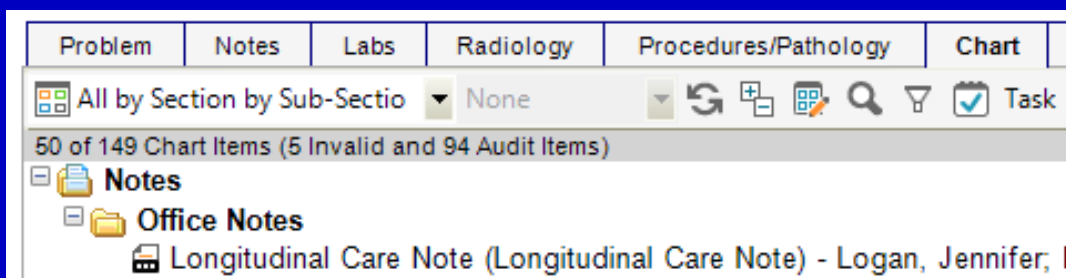 Problem Notes Labs Radiology Procedures/Pathology Chart
All by Section by Sub-Sectio None Task
50 of 149 Chart Items (5 Invalid and 94 Audit Items)
Notes
Office Notes
Longitudinal Care Note (Longitudinal Care Note) - Logan, Jennifer;